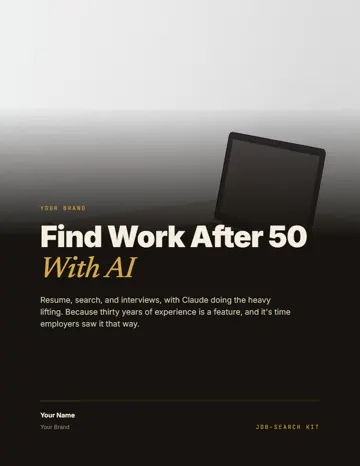 YOUR BRAND
Find Work After 50
With AI
Resume, search, and interviews, with Claude doing the heavy
lifting. Because thirty years of experience is a feature, and it's time
employers saw it that way.
Your Name
Your Brand
JOB-SEARCH KIT